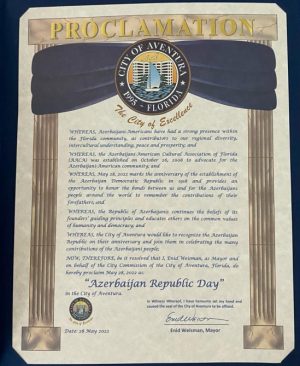 PROCLAMATION
CITY OF AVENTURA
1995 - FLORIDA
The City of Excellence
WHEREAS, Azerbaijani-Americans have had a strong presence within
the Florida community, as contributors to our regional diversity,
intercultural understanding, peace and prosperity; and
WHEREAS, the Azerbaijani-American Cultural Association of Florida
(AACA) was established on October 26, 2006 to advocate for the
Azerbaijani-American community; and
WHEREAS, May 28, 2022 marks the anniversary of the establishment of
the Azerbaijan Democratic Republic in 1918 and provides an
opportunity to honor the bonds between us and for the Azerbaijani
people around the world to remember the contributions of their
forefathers, and
WHEREAS, the Republic of Azerbaijan continues the beliefs of its
founders' guiding principles and educates others on the common values
of humanity and democracy; and
WHEREAS, the City of Aventura would like to recognize the Azerbaijan
Republic on their anniversary and join them in celebrating the many
contributions of the Azerbaijani people.
NOW, THEREFORE, be it resolved that I, Enid Weisman, as Mayor and
on behalf of the City Commission of the City of Aventura, Florida, do
hereby proclaim May 28, 2022 as:
"Azerbaijan Republic Day"
in the City of Aventura.
In Witness Whereof, I have hereunto set my hand and
caused the seal of the City of Aventura to be affixed.
Date: 26 May 2022
Enid Weisman, Mayor